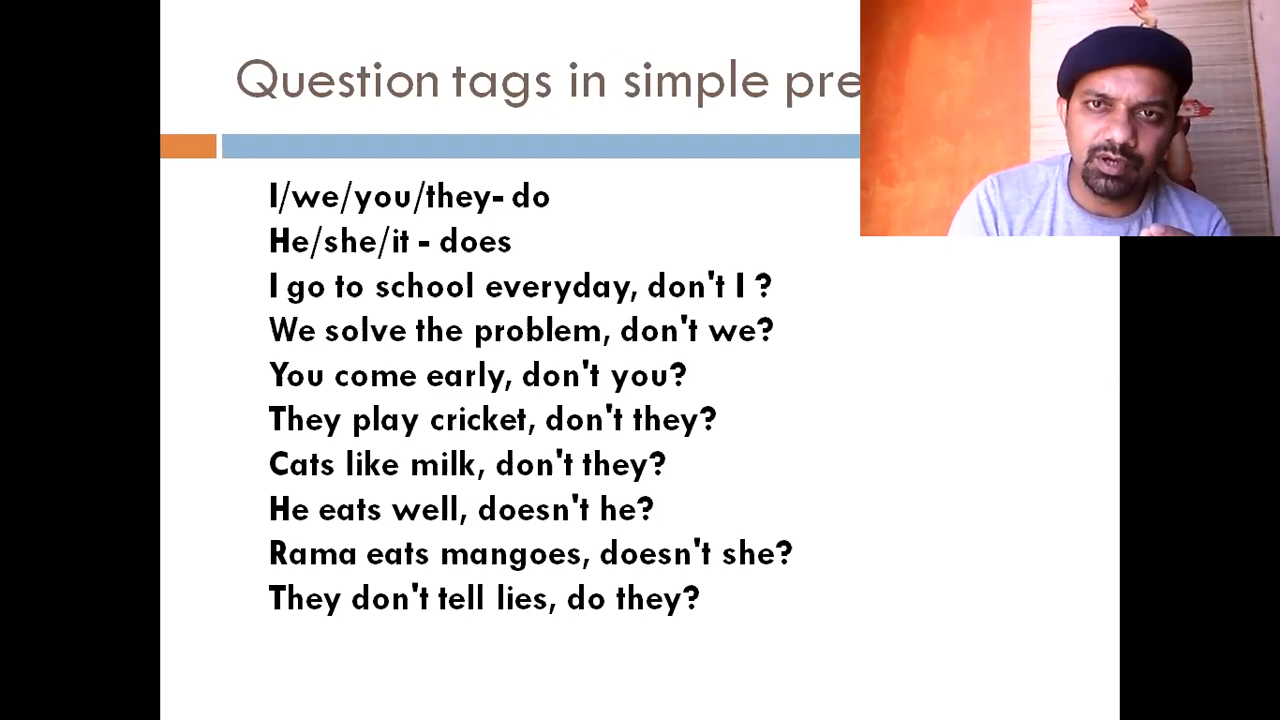 Question tags in simple pre
I/we/you/they- do
He/she/it - does
I go to school everyday, don't I ?
We solve the problem, don't we?
You come early, don't you?
They play cricket, don't they?
Cats like milk, don't they?
He eats well, doesn't he?
Rama eats mangoes, doesn't she?
They don't tell lies, do they?